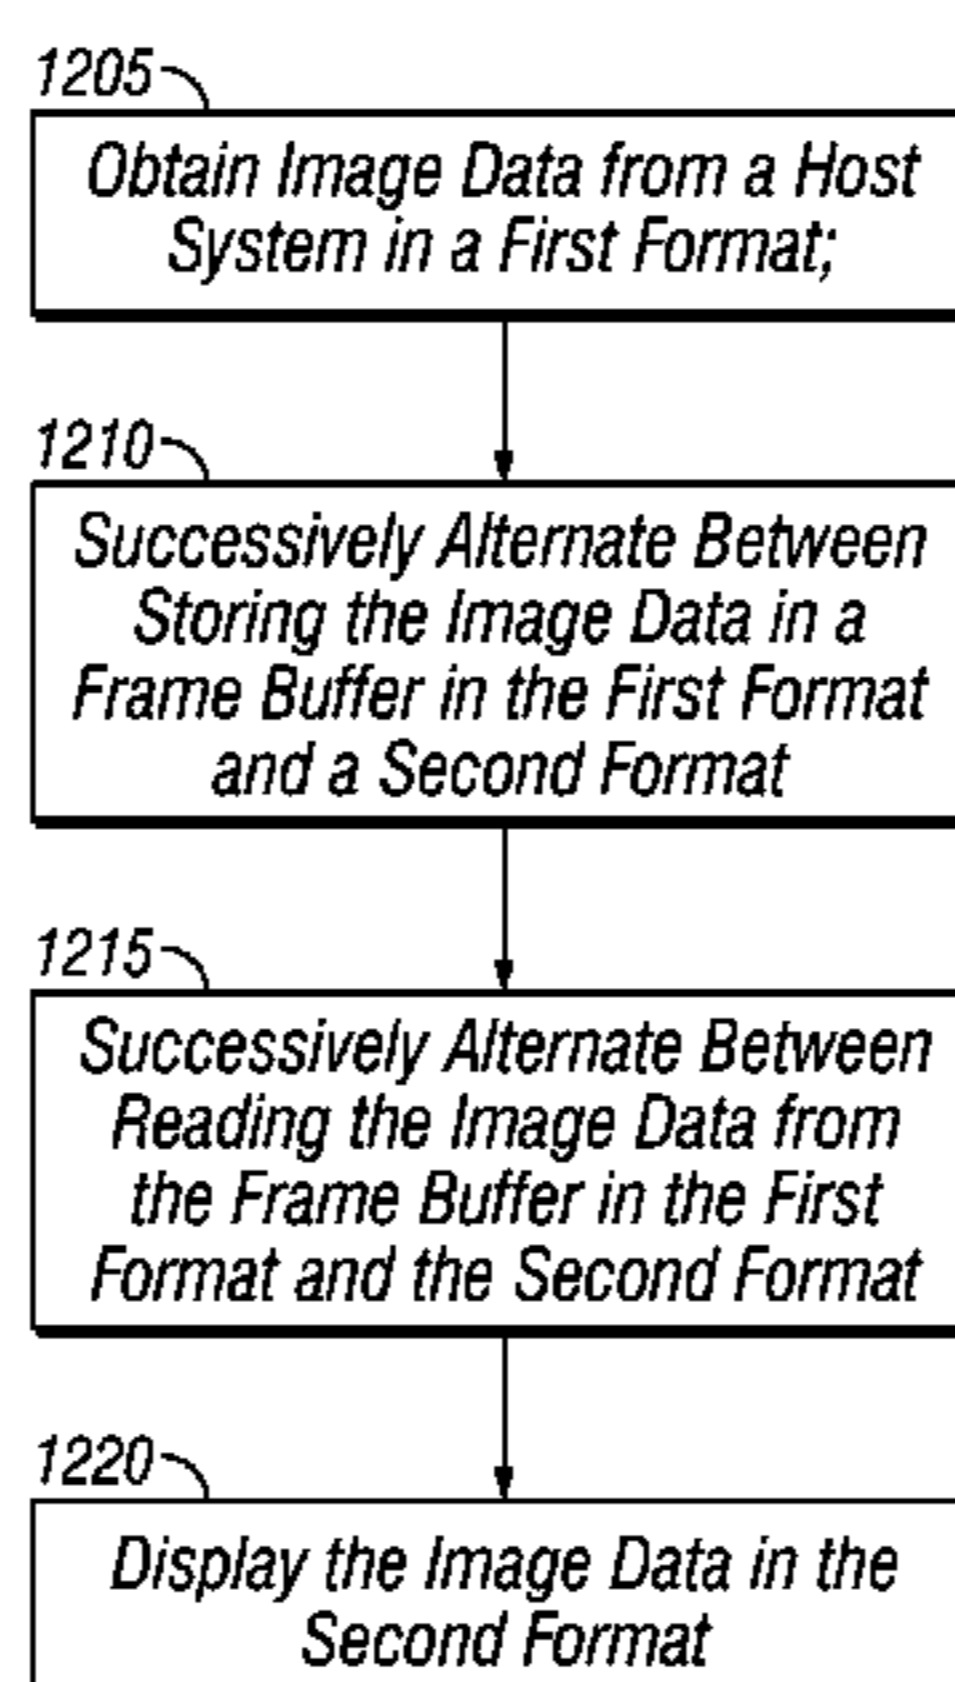 1205
Obtain Image Data from a Host
System in a First Format;
1210
Successively Alternate Between
Storing the Image Data in a
Frame Buffer in the First Format
and a Second Format
1215
Successively Alternate Between
Reading the Image Data from
the Frame Buffer in the First
Format and the Second Format
1220
Display the Image Data in the
Second Format